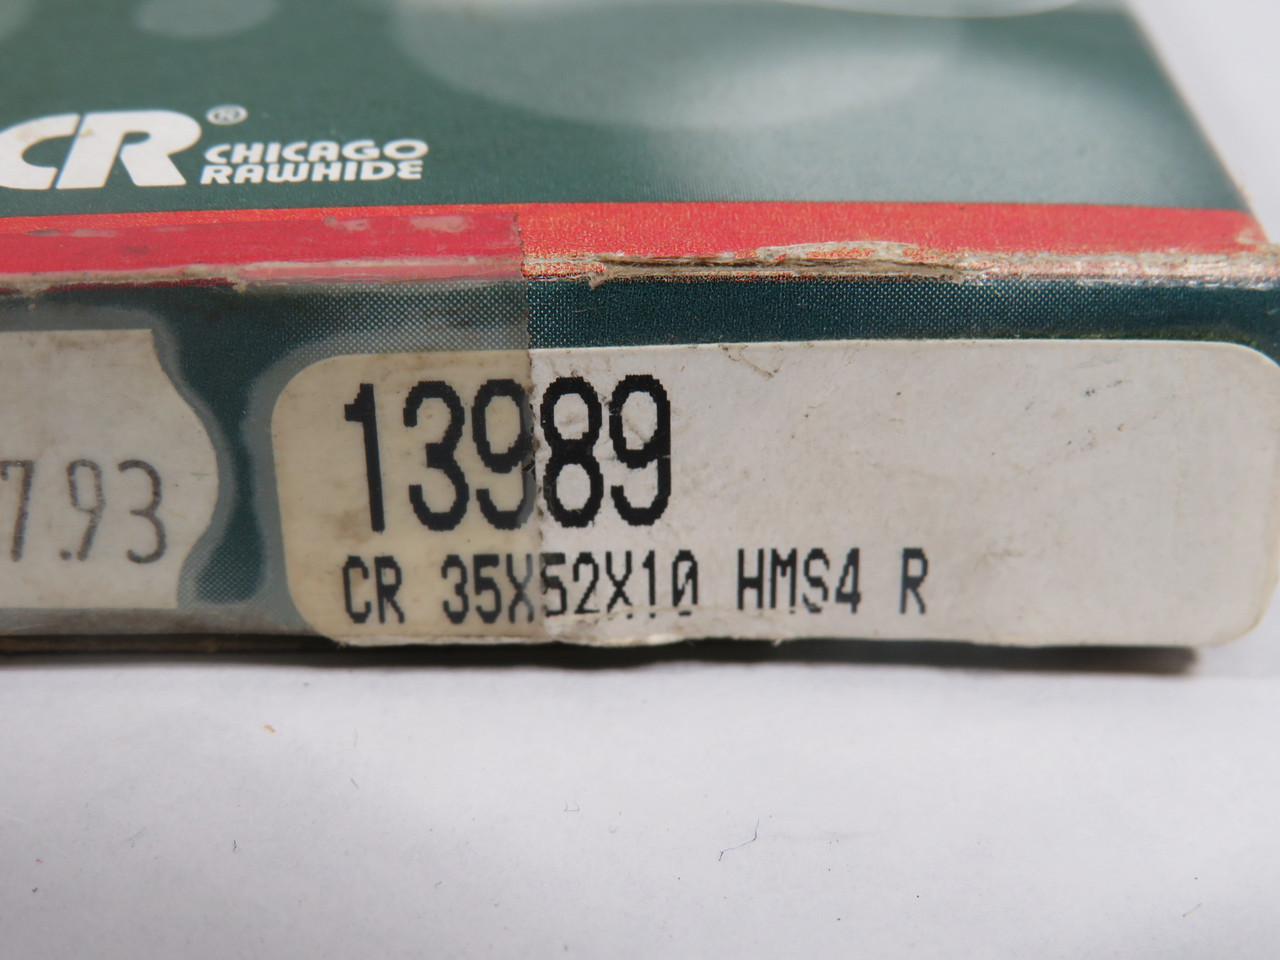 CR® CHICAGO
RAWHIDE
7.93
13989
CR 35X52X10 HMS4 R